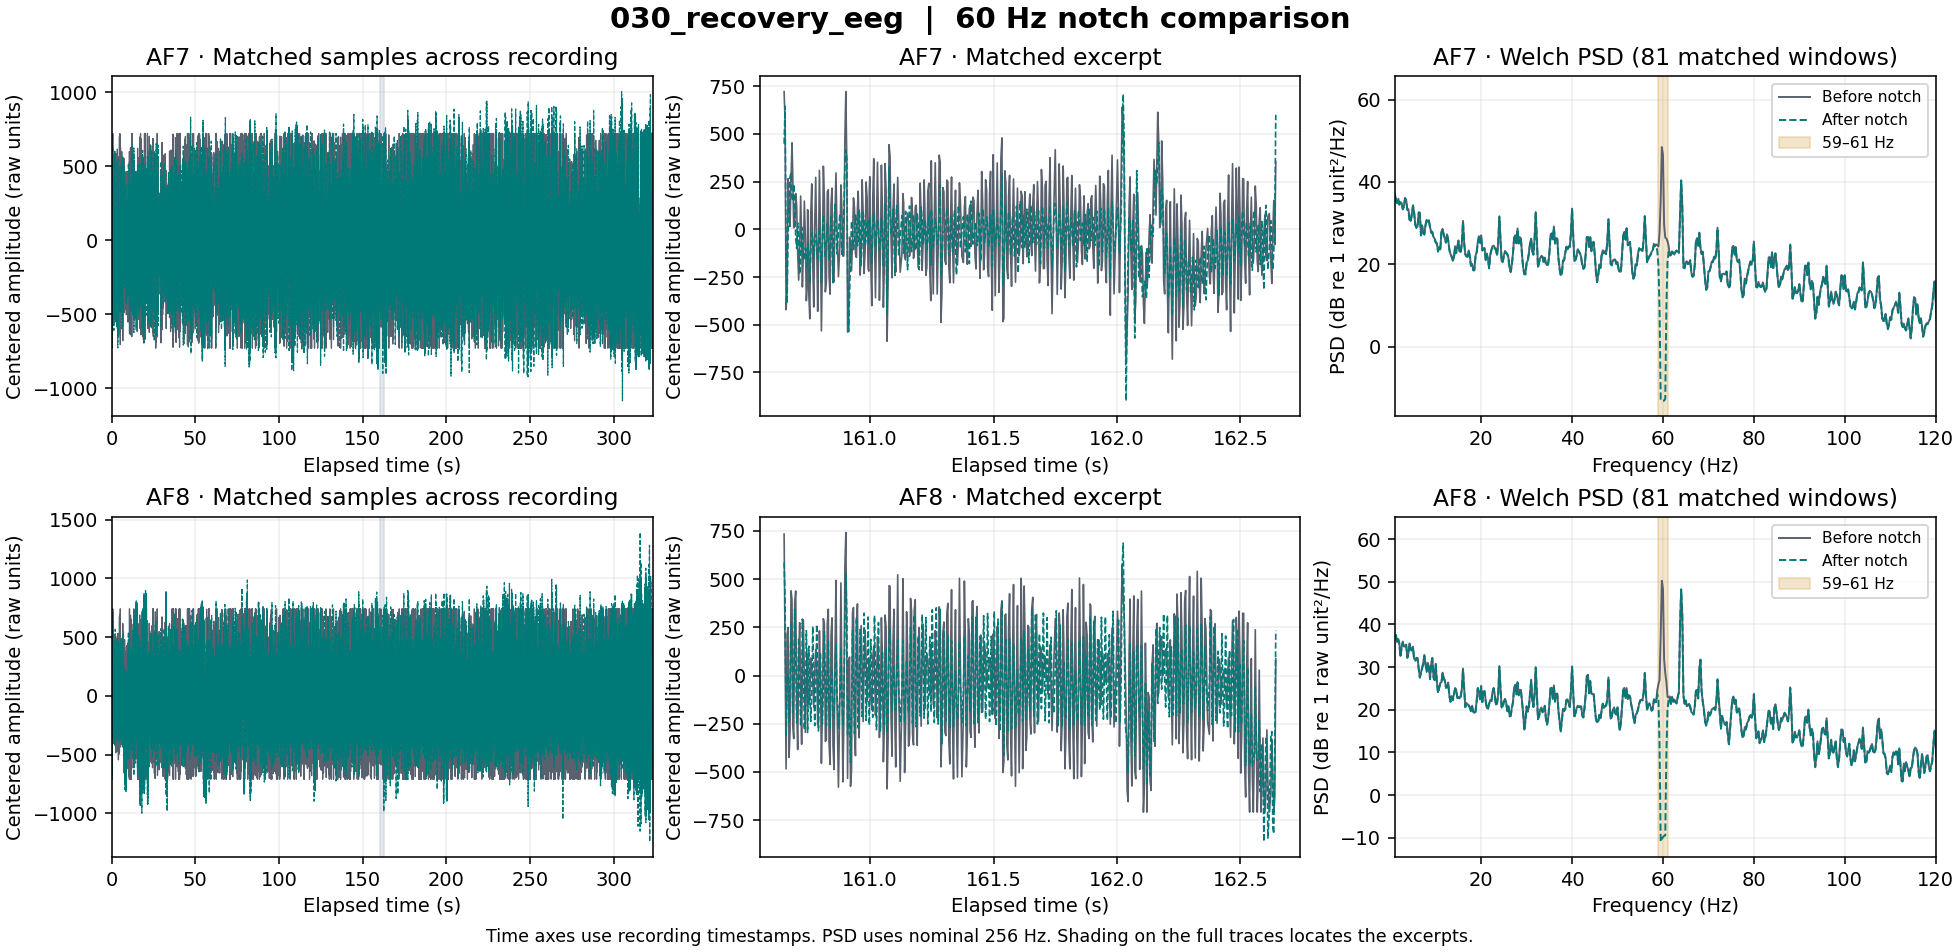 030_recovery_eeg | 60 Hz notch comparison
AF7 · Matched samples across recording
Centered amplitude (raw units)
1000
500
0
−500
−1000
0 50 100 150 200 250 300
Elapsed time (s)
AF7 · Matched excerpt
Centered amplitude (raw units)
750
500
250
0
−250
−500
−750
161.0 161.5 162.0 162.5
Elapsed time (s)
AF7 · Welch PSD (81 matched windows)
PSD (dB re 1 raw unit²/Hz)
60
40
20
0
Before notch
After notch
59–61 Hz
20 40 60 80 100 120
Frequency (Hz)
AF8 · Matched samples across recording
Centered amplitude (raw units)
1500
1000
500
0
−500
−1000
0 50 100 150 200 250 300
Elapsed time (s)
AF8 · Matched excerpt
Centered amplitude (raw units)
750
500
250
0
−250
−500
−750
161.0 161.5 162.0 162.5
Elapsed time (s)
AF8 · Welch PSD (81 matched windows)
PSD (dB re 1 raw unit²/Hz)
60
50
40
30
20
10
0
−10
Before notch
After notch
59–61 Hz
20 40 60 80 100 120
Frequency (Hz)
Time axes use recording timestamps. PSD uses nominal 256 Hz. Shading on the full traces locates the excerpts.